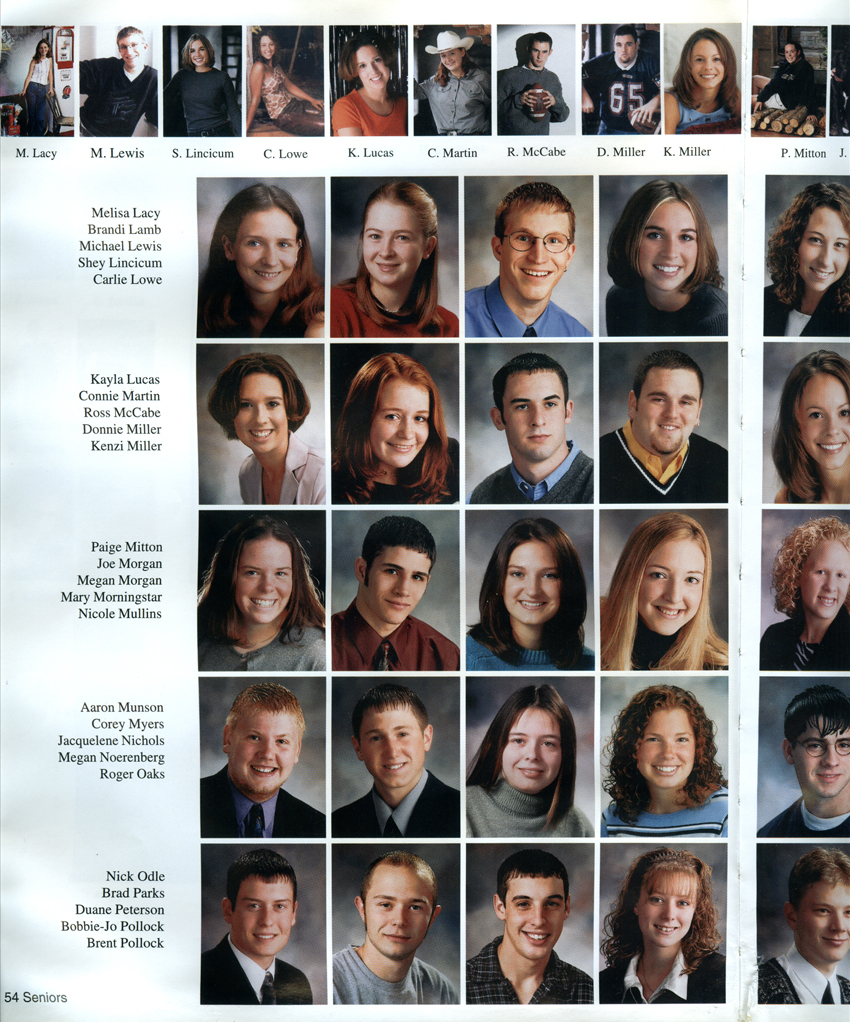 M. Lacy M. Lewis S. Lincicum C. Lowe K. Lucas C. Martin R. McCabe D. Miller K. Miller P. Mitton J.
65
Melisa Lacy
Brandi Lamb
Michael Lewis
Shey Lincicum
Carlie Lowe
Kayla Lucas
Connie Martin
Ross McCabe
Donnie Miller
Kenzi Miller
Paige Mitton
Joe Morgan
Megan Morgan
Mary Morningstar
Nicole Mullins
Aaron Munson
Corey Myers
Jacquelene Nichols
Megan Noerenberg
Roger Oaks
Nick Odle
Brad Parks
Duane Peterson
Bobbie-Jo Pollock
Brent Pollock
54 Seniors